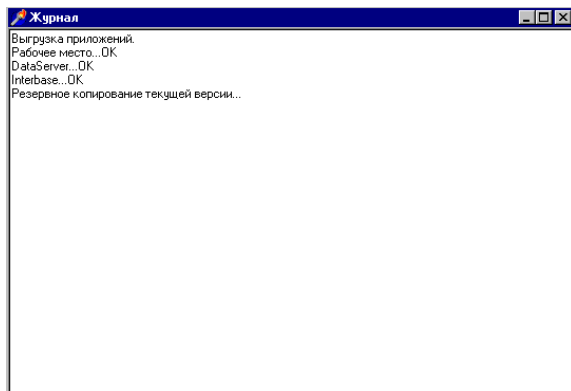 Журнал
Выгрузка приложений.
Рабочее место...OK
DataServer...OK
Interbase...OK
Резервное копирование текущей версии...